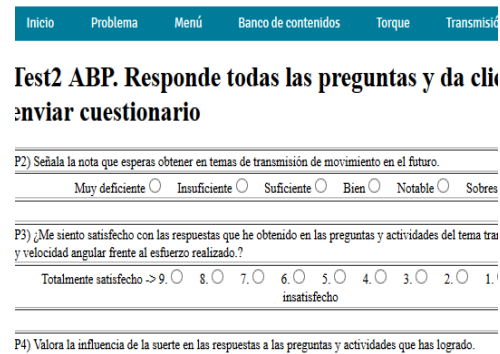 Inicio Problema Menú Banco de contenidos Torque
Test2 ABP. Responde todas las preguntas y da
enviar cuestionario
P2) Señala la nota que esperas obtener en temas de transmisión de movimiento en el futuro.
Muy deficiente Insuficiente Suficiente Bien Notable
P3) ¿Me siento satisfecho con las respuestas que he obtenido en las preguntas y actividades del tema
y velocidad angular frente al esfuerzo realizado.?
Totalmente satisfecho -> 9. 8. 7. 6. 5. 4. 3. 2. 1.
insatisfecho
P4) Valora la influencia de la suerte en las respuestas a las preguntas y actividades que has logrado.